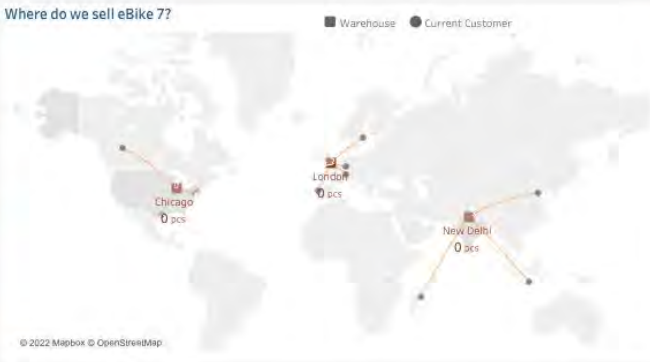 Where do we sell eBike 7?
Warehouse Current Customer
London
0 pcs
Chicago
0 pcs
New Delhi
0 pcs
© 2022 Mapbox © OpenStreetMap